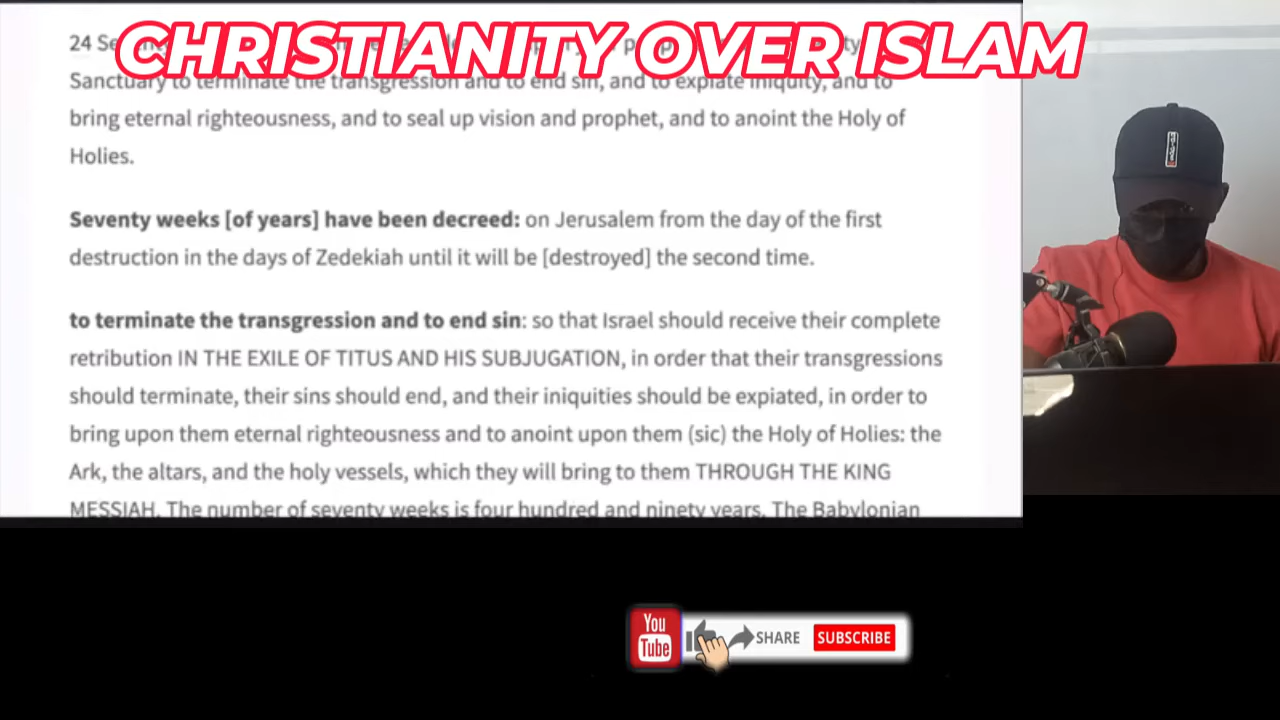 CHRISTIANITY OVER ISLAM
24
Sanctuary to terminate the transgression and to end sin, and to expiate iniquity, and to
bring eternal righteousness, and to seal up vision and prophet, and to anoint the Holy of
Holies.
Seventy weeks [of years] have been decreed: on Jerusalem from the day of the first
destruction in the days of Zedekiah until it will be [destroyed] the second time.
to terminate the transgression and to end sin: so that Israel should receive their complete
retribution IN THE EXILE OF TITUS AND HIS SUBJUGATION, in order that their transgressions
should terminate, their sins should end, and their iniquities should be expiated, in order to
bring upon them eternal righteousness and to anoint upon them (sic) the Holy of Holies: the
Ark, the altars, and the holy vessels, which they will bring to them THROUGH THE KING
MESSIAH. The number of seventy weeks is four hundred and ninety years. The Babylonian
You
Tube
SHARE
SUBSCRIBE